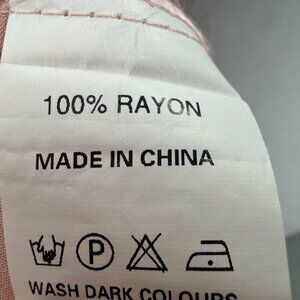 100% RAYON
MADE IN CHINA
P
WASH DARK COLOURS